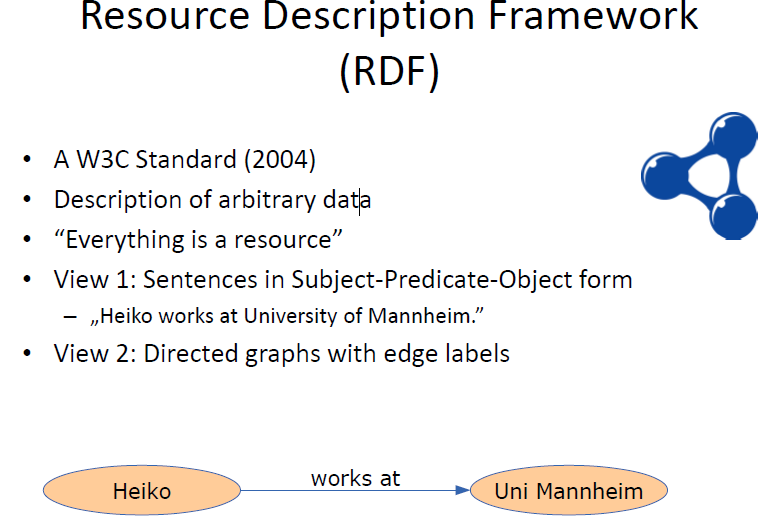 Resource Description Framework
(RDF)
• A W3C Standard (2004)
• Description of arbitrary data
• “Everything is a resource”
• View 1: Sentences in Subject-Predicate-Object form
– „Heiko works at University of Mannheim.”
• View 2: Directed graphs with edge labels
works at
Heiko
Uni Mannheim